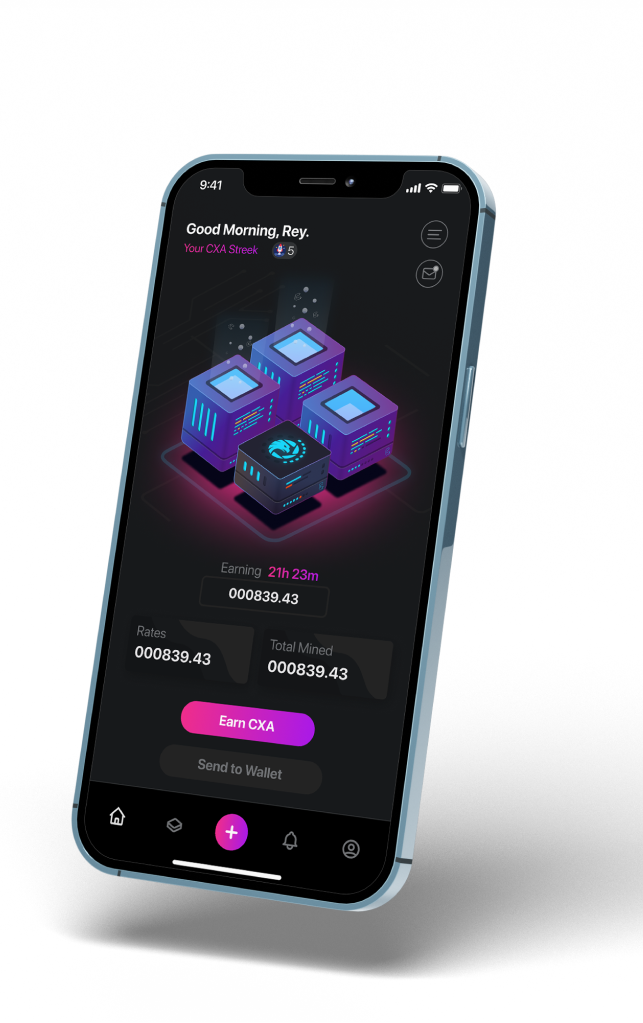 9:41
Good Morning, Rey.
Your CXA Streek 5
Earning 21h 23m
000839.43
Rates
000839.43
Total Mined
000839.43
Earn CXA
Send to Wallet